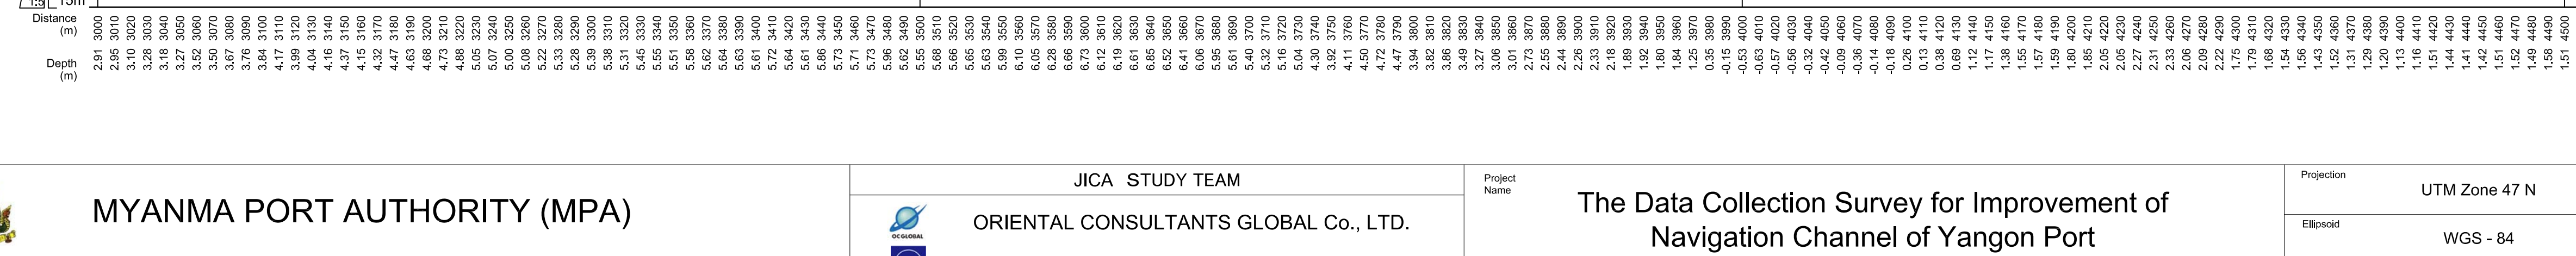 1:5 15m
Distance
(m)
3000 3010 3020 3030 3040 3050 3060 3070 3080 3090 3100 3110 3120 3130 3140 3150 3160 3170 3180 3190 3200 3210 3220 3230 3240 3250 3260 3270 3280 3290 3300 3310 3320 3330 3340 3350 3360 3370 3380 3390 3400 3410 3420 3430 3440 3450 3460 3470 3480 3490 3500 3510 3520 3530 3540 3550 3560 3570 3580 3590 3600 3610 3620 3630 3640 3650 3660 3670 3680 3690 3700 3710 3720 3730 3740 3750 3760 3770 3780 3790 3800 3810 3820 3830 3840 3850 3860 3870 3880 3890 3900 3910 3920 3930 3940 3950 3960 3970 3980 3990 4000 4010 4020 4030 4040 4050 4060 4070 4080 4090 4100 4110 4120 4130 4140 4150 4160 4170 4180 4190 4200 4210 4220 4230 4240 4250 4260 4270 4280 4290 4300 4310 4320 4330 4340 4350 4360 4370 4380 4390 4400 4410 4420 4430 4440 4450 4460 4470 4480 4490 4500
Depth
(m)
2.91 2.95 3.10 3.28 3.18 3.27 3.52 3.50 3.67 3.76 3.84 4.17 3.99 4.04 4.16 4.37 4.15 4.32 4.47 4.63 4.68 4.73 4.88 5.05 5.07 5.00 5.08 5.22 5.33 5.28 5.39 5.38 5.31 5.45 5.55 5.51 5.58 5.62 5.64 5.63 5.61 5.72 5.64 5.61 5.86 5.73 5.71 5.73 5.96 5.62 5.55 5.68 5.66 5.65 5.63 5.99 6.10 6.05 6.28 6.66 6.73 6.12 6.19 6.61 6.85 6.52 6.41 6.06 5.95 5.61 5.40 5.32 5.16 5.04 4.30 3.92 4.11 4.50 4.72 4.47 3.94 3.82 3.86 3.49 3.27 3.06 3.01 2.73 2.55 2.44 2.26 2.33 2.18 1.89 1.92 1.80 1.84 1.25 0.35 -0.15 -0.53 -0.63 -0.57 -0.56 -0.32 -0.42 -0.09 -0.36 -0.14 -0.18 0.26 0.13 0.38 0.69 1.12 1.17 1.38 1.55 1.57 1.59 1.80 1.85 2.05 2.05 2.27 2.31 2.33 2.06 2.09 2.22 1.75 1.79 1.68 1.54 1.56 1.43 1.52 1.31 1.29 1.20 1.13 1.16 1.51 1.44 1.41 1.42 1.51 1.52 1.49 1.58 1.51
MYANMA PORT AUTHORITY (MPA)
JICA STUDY TEAM
OC GLOBAL
ORIENTAL CONSULTANTS GLOBAL Co., LTD.
Project
Name
The Data Collection Survey for Improvement of
Navigation Channel of Yangon Port
Projection
UTM Zone 47 N
Ellipsoid
WGS - 84